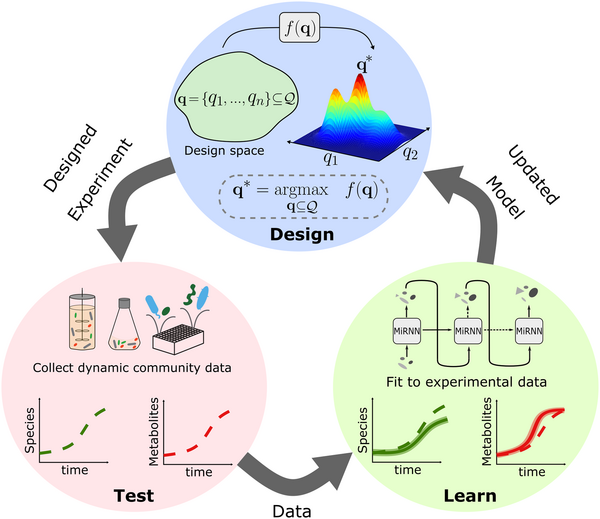 f(q)
q*
q = {q1, ..., qn} ⊆ Q
Design space
q1
q2
q* = argmax f(q)
q⊆Q
Design
Designed
Experiment
Updated
Model
Collect dynamic community data
Species
time
Metabolites
time
Test
Data
MiRNN
MiRNN
MiRNN
Fit to experimental data
Species
time
Metabolites
time
Learn